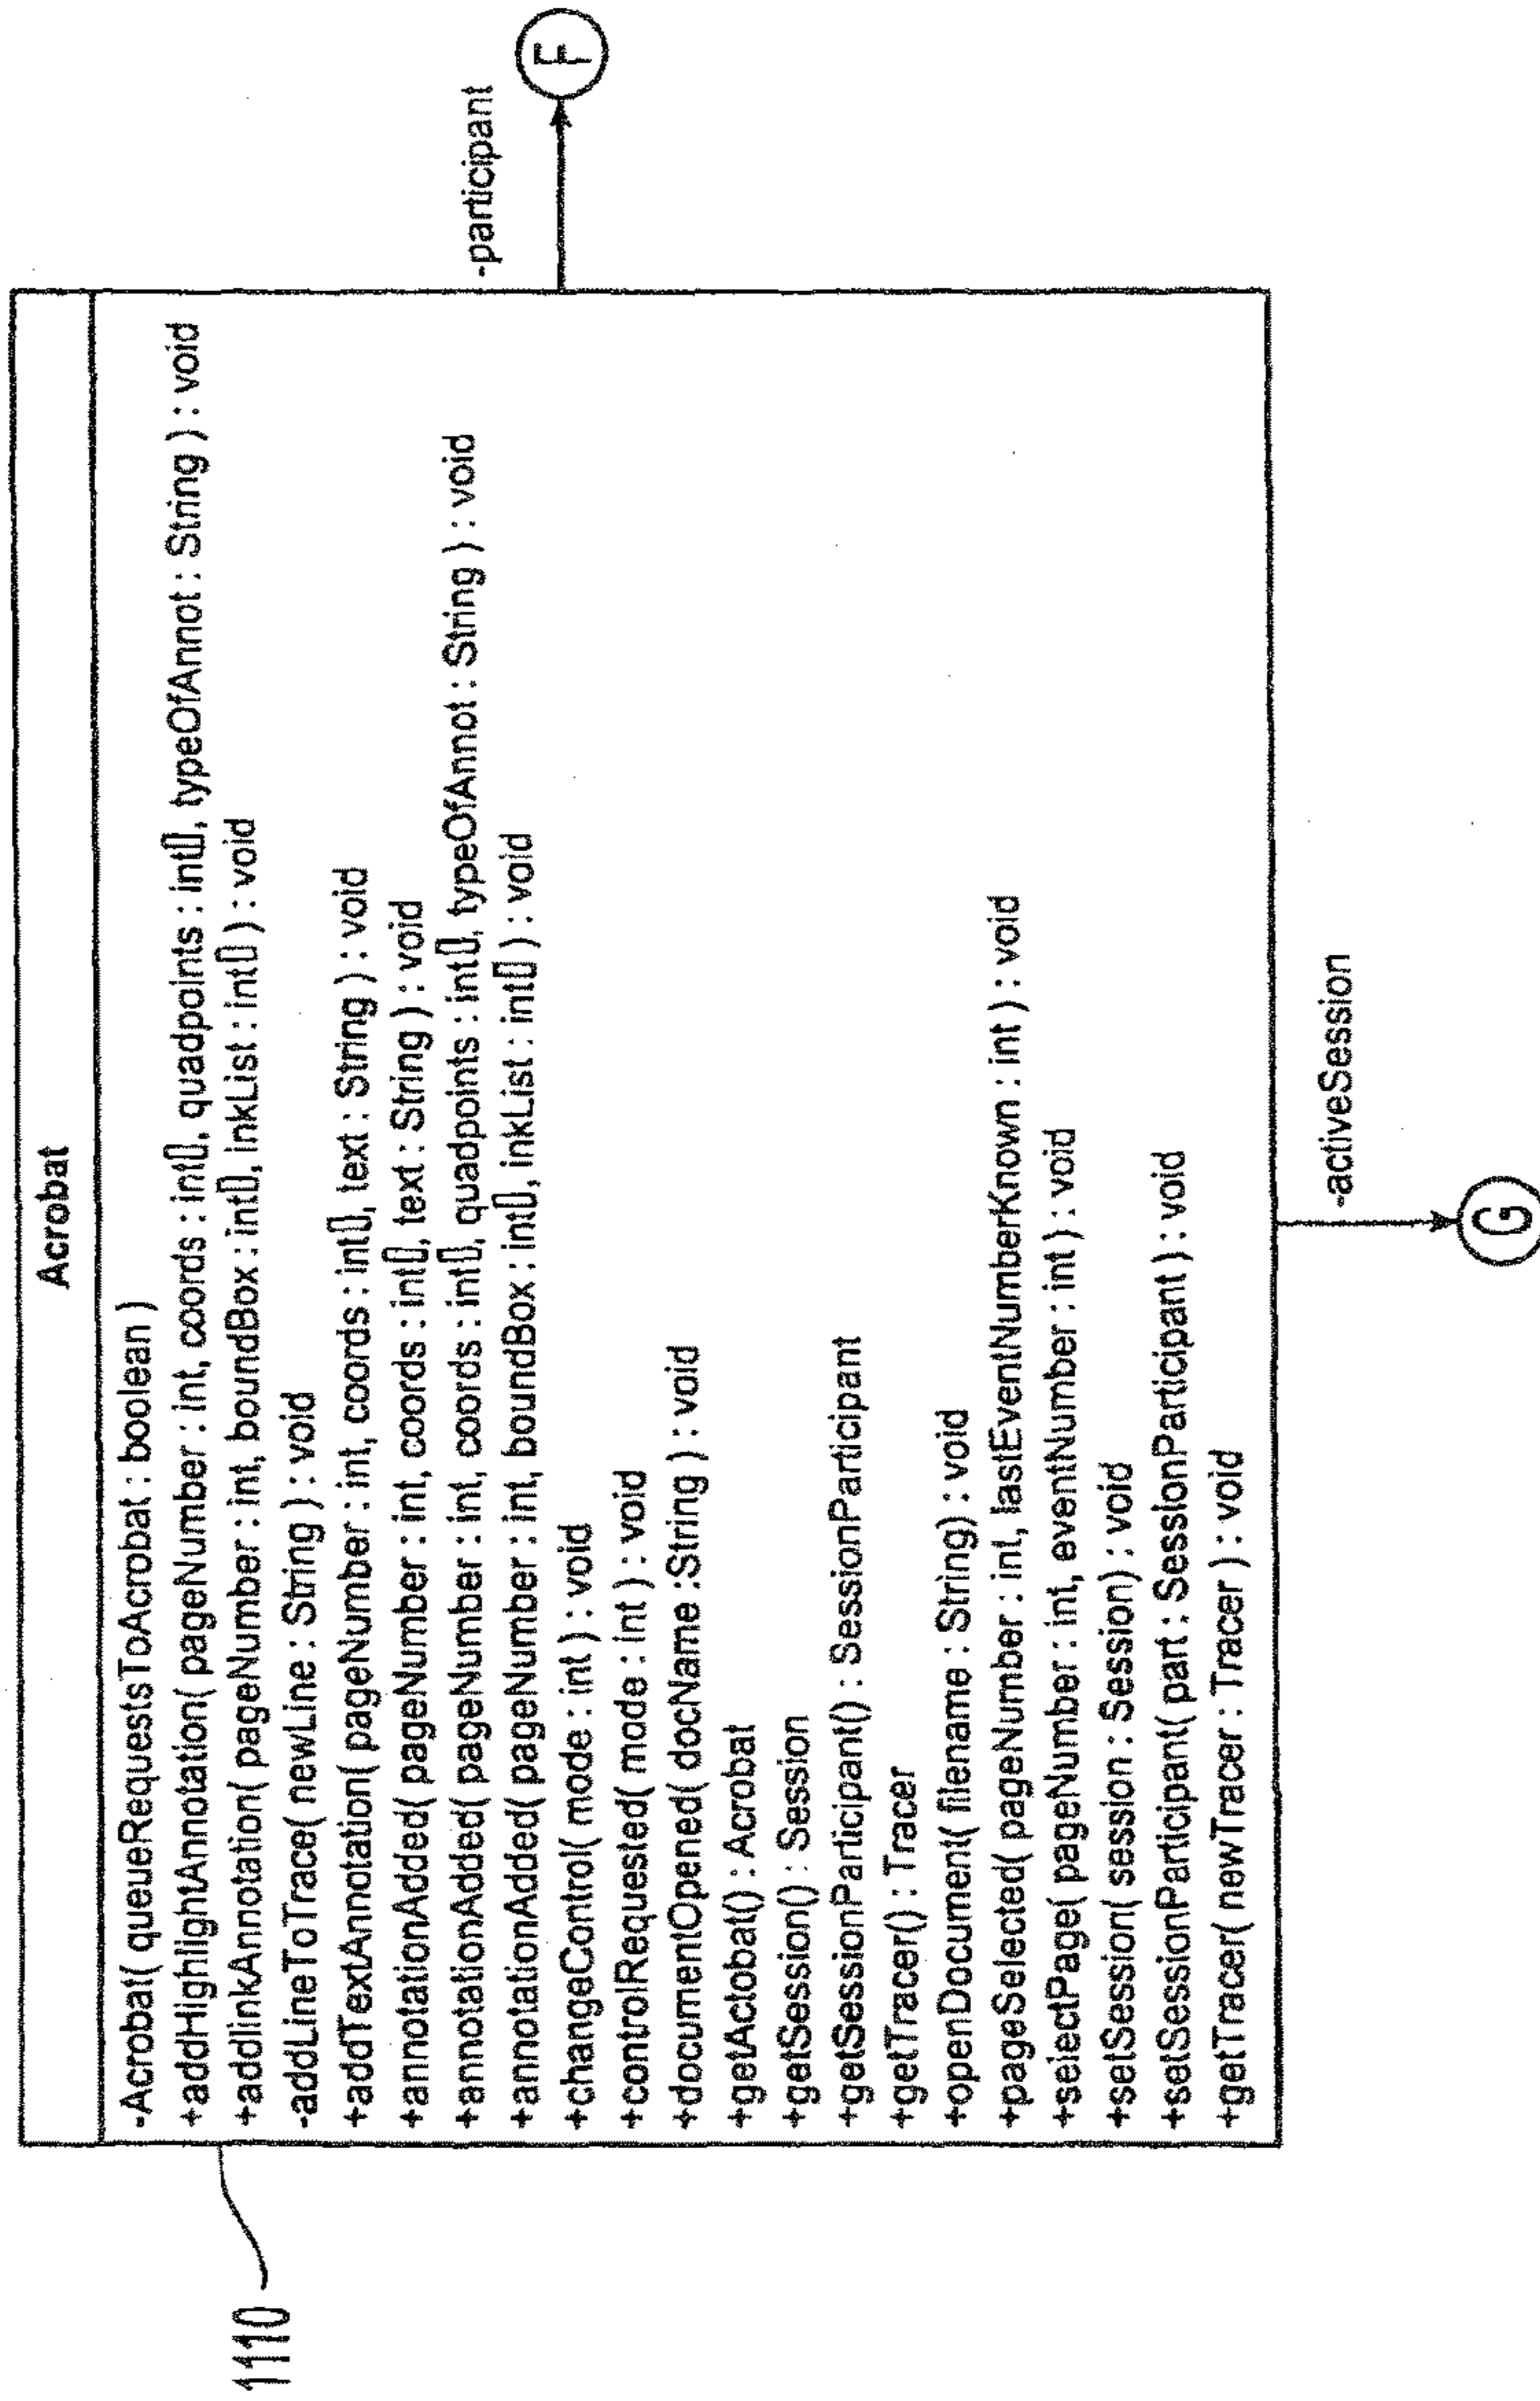 Acrobat
-Acrobat( queueRequestsToAcrobat : boolean )
+addHighlightAnnotation( pageNumber : int, coords : int[], quadpoints : int[], typeOfAnnot : String ) : void
+addInkAnnotation( pageNumber : int, boundBox : int[], inkList : int[] ) : void
-addLineToTrace( newLine : String ) : void
+addTextAnnotation( pageNumber : int, coords : int[], text : String ) : void
+annotationAdded( pageNumber : int, coords : int[], text : String ) : void
+annotationAdded( pageNumber : int, coords : int[], quadpoints : int[], typeOfAnnot : String ) : void
+annotationAdded( pageNumber : int, boundBox : int[], inkList : int[] ) : void
+changeControl( mode : int ) : void
+controlRequested( mode : int ) : void
+documentOpened( docName :String ) : void
+getActobat() : Acrobat
+getSession() : Session
+getSessionParticipant() : SessionParticipant
+getTracer() : Tracer
+openDocument( filename : String) : void
+pageSelected( pageNumber : int, lastEventNumberKnown : int ) : void
+selectPage( pageNumber : int, eventNumber : int ) : void
+setSession( session : Session) : void
+setSessionParticipant( part : SessionParticipant ) : void
+getTracer( newTracer : Tracer ) : void
-participant
F
-activeSession
G
1110